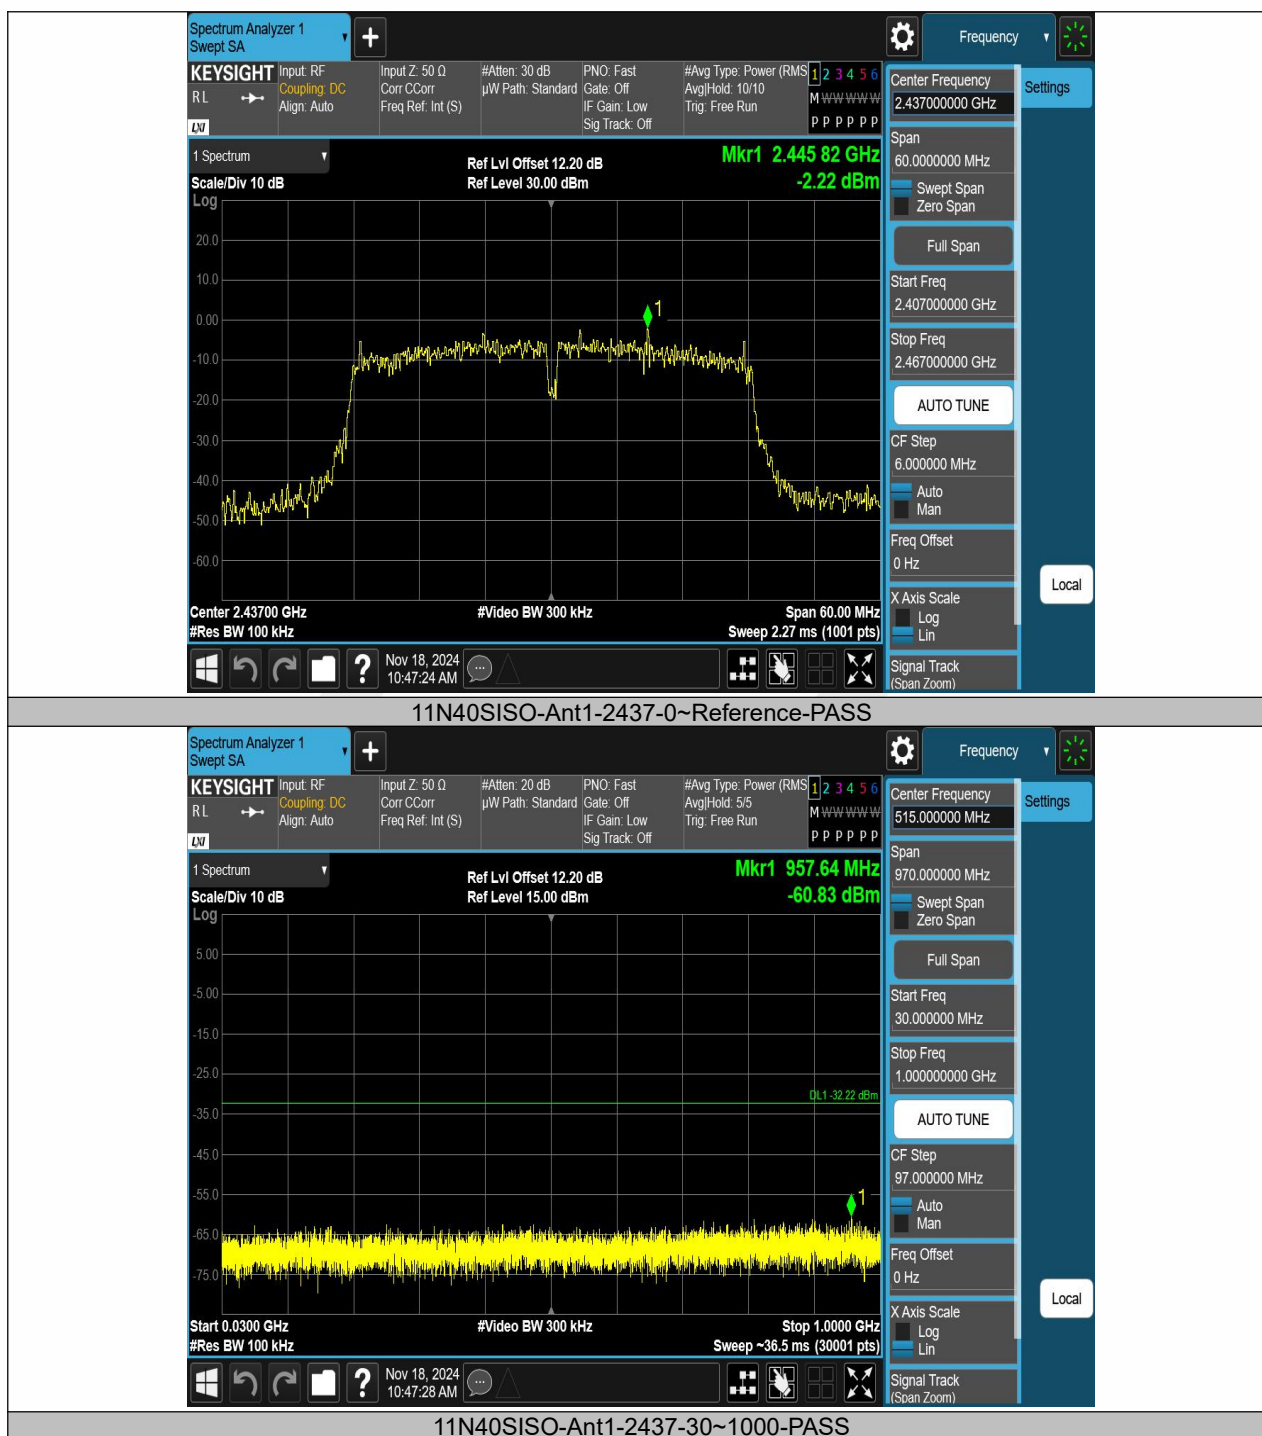 Spectrum Analyzer 1
Swept SA
+
Frequency
KEYSIGHT
R L
LXI
Input: RF
Coupling: DC
Align: Auto
Input Z: 50 Ω
Corr CCorr
Freq Ref: Int (S)
#Atten: 30 dB
µW Path: Standard
PNO: Fast
Gate: Off
IF Gain: Low
Sig Track: Off
#Avg Type: Power (RMS
Avg|Hold: 10/10
Trig: Free Run
1 2 3 4 5 6
M W W W W W
P P P P P P
Center Frequency
2.437000000 GHz
Settings
Span
60.0000000 MHz
Swept Span
Zero Span
Full Span
Start Freq
2.407000000 GHz
Stop Freq
2.467000000 GHz
AUTO TUNE
CF Step
6.000000 MHz
Auto
Man
Freq Offset
0 Hz
X Axis Scale
Log
Lin
Local
Signal Track
(Span Zoom)
1 Spectrum
Scale/Div 10 dB
Log
Ref Lvl Offset 12.20 dB
Ref Level 30.00 dBm
Mkr1 2.445 82 GHz
-2.22 dBm
20.0
10.0
0.00
1
-10.0
-20.0
-30.0
-40.0
-50.0
-60.0
Center 2.43700 GHz
#Res BW 100 kHz
#Video BW 300 kHz
Span 60.00 MHz
Sweep 2.27 ms (1001 pts)
?
Nov 18, 2024
10:47:24 AM
11N40SISO-Ant1-2437-0~Reference-PASS
Spectrum Analyzer 1
Swept SA
+
Frequency
KEYSIGHT
R L
LXI
Input: RF
Coupling: DC
Align: Auto
Input Z: 50 Ω
Corr CCorr
Freq Ref: Int (S)
#Atten: 20 dB
µW Path: Standard
PNO: Fast
Gate: Off
IF Gain: Low
Sig Track: Off
#Avg Type: Power (RMS
Avg|Hold: 5/5
Trig: Free Run
1 2 3 4 5 6
M W W W W W
P P P P P P
Center Frequency
515.000000 MHz
Settings
Span
970.000000 MHz
Swept Span
Zero Span
Full Span
Start Freq
30.000000 MHz
Stop Freq
1.000000000 GHz
AUTO TUNE
CF Step
97.000000 MHz
Auto
Man
Freq Offset
0 Hz
X Axis Scale
Log
Lin
Local
Signal Track
(Span Zoom)
1 Spectrum
Scale/Div 10 dB
Log
Ref Lvl Offset 12.20 dB
Ref Level 15.00 dBm
Mkr1 957.64 MHz
-60.83 dBm
5.00
-5.00
-15.0
-25.0
DL1 -32.22 dBm
-35.0
-45.0
-55.0
1
-65.0
-75.0
Start 0.0300 GHz
#Res BW 100 kHz
#Video BW 300 kHz
Stop 1.0000 GHz
Sweep ~36.5 ms (30001 pts)
?
Nov 18, 2024
10:47:28 AM
11N40SISO-Ant1-2437-30~1000-PASS